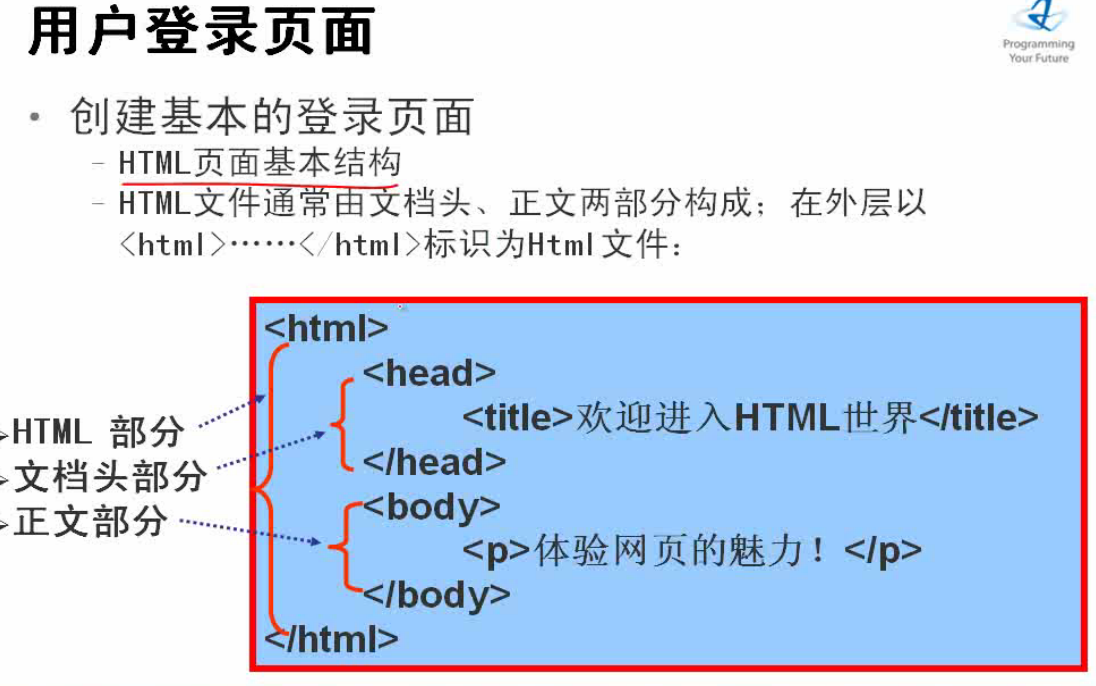 用户登录页面
Programming
Your Future
• 创建基本的登录页面
– HTML页面基本结构
– HTML文件通常由文档头、正文两部分构成；在外层以
<html>……</html>标识为Html文件：
<html>
<head>
<title>欢迎进入HTML世界</title>
</head>
<body>
<p>体验网页的魅力！</p>
</body>
</html>
➢HTML 部分
➢文档头部分
➢正文部分